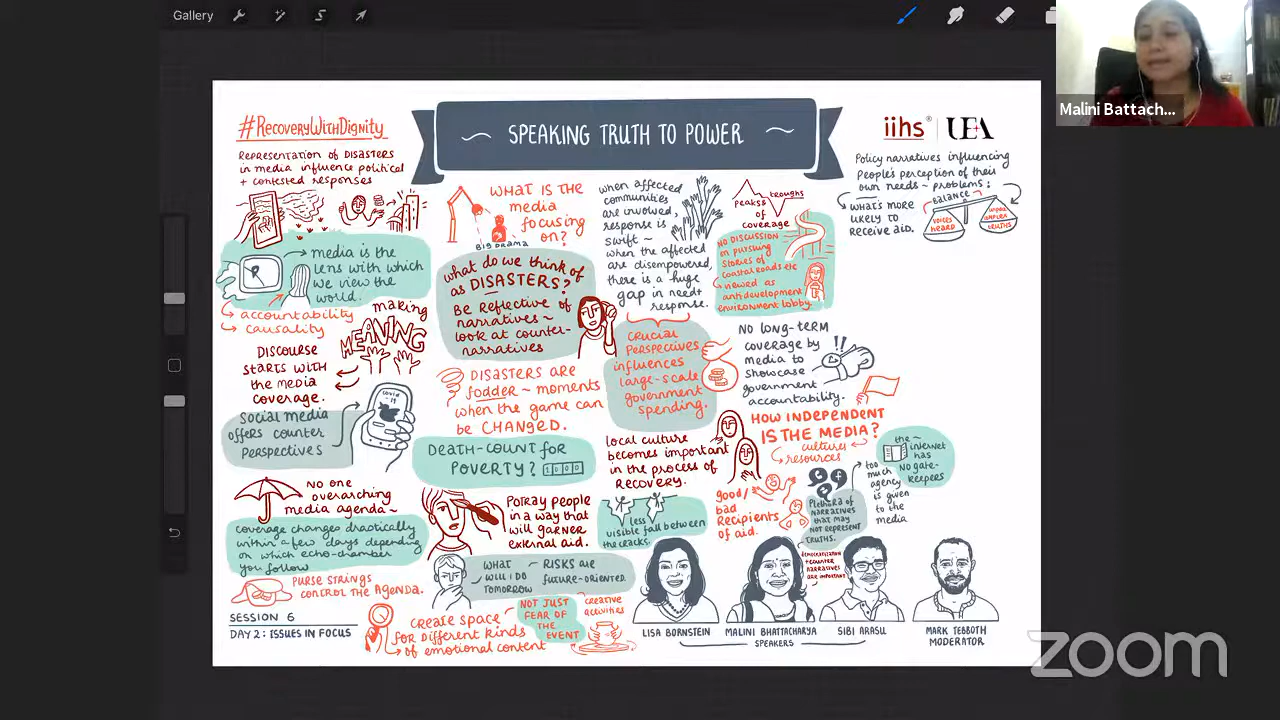 Gallery
Malini Battach...
#RecoveryWithDignity
SPEAKING TRUTH TO POWER
iihs® | UEA
REPRESENTATION OF DISASTERS
in media influence political
+ contested responses
media is the
lens with which
we view the
world.
accountability
causality
making
MEANING
DISCOURSE
STARTS WITH
the media
coverage.
covid
-19
Social media
offers counter
perspectives
NO ONE
overarching
media agenda~
coverage changes drastically
within a few days depending
on which echo-chamber
you follow
PURSE STRINGS
CONTROL THE AGENDA.
SESSION 6
DAY 2: ISSUES IN FOCUS
WHAT IS THE
media
focusing
on?
BIG DRAMA
what do we think of
as DISASTERS?
Be reflective of
narratives~
look at counter-
narratives
DISASTERS ARE
fodder~ moments
when the game can
be CHANGED.
DEATH-COUNT FOR
POVERTY?
POTRAY PEOPLE
IN A WAY THAT
WILL GARNER
EXTERNAL AID.
WHAT
WILL I DO
TOMORROW
RISKS ARE
FUTURE-ORIENTED.
CREATE SPACE
for different kinds
of emotional content
NOT JUST
FEAR OF
THE
EVENT
creative
activities
when affected
communities
are involved,
response is
swift ~
when the affected
are disempowered,
there is a huge
gap in need+
response.
CRUCIAL
PERSPECTIVES
influences
large-scale
government
spending.
Local culture
becomes important
in the process of
RECOVERY.
less
visible fall between
the cracks.
Peaks+
troughs
of
coverage
NO DISCUSSION
on pursuing
stories of
coastal roads etc
viewed as
antidevelopment
environment lobby.
NO LONG-TERM
coverage by
media to
showcase
government
accountability.
HOW INDEPENDENT
IS THE MEDIA?
cultures
resources
good/
bad
Recipients
of aid.
Plethora of
narratives
that may
not represent
truths.
too
much
agency
is given
to the
media
the
internet
has
NO gate-
keepers
democratization
+ counter
narratives
are important
Policy narratives influencing
People's perception of their
own needs ~ problems:
WHAT'S MORE
likely to
receive aid.
BALANCE
VOICES
HEARD
TRUTHS
LISA BORNSTEIN
MALINI BHATTACHARYA
SIBI ARASU
SPEAKERS
MARK TEBBOTH
MODERATOR
zoom